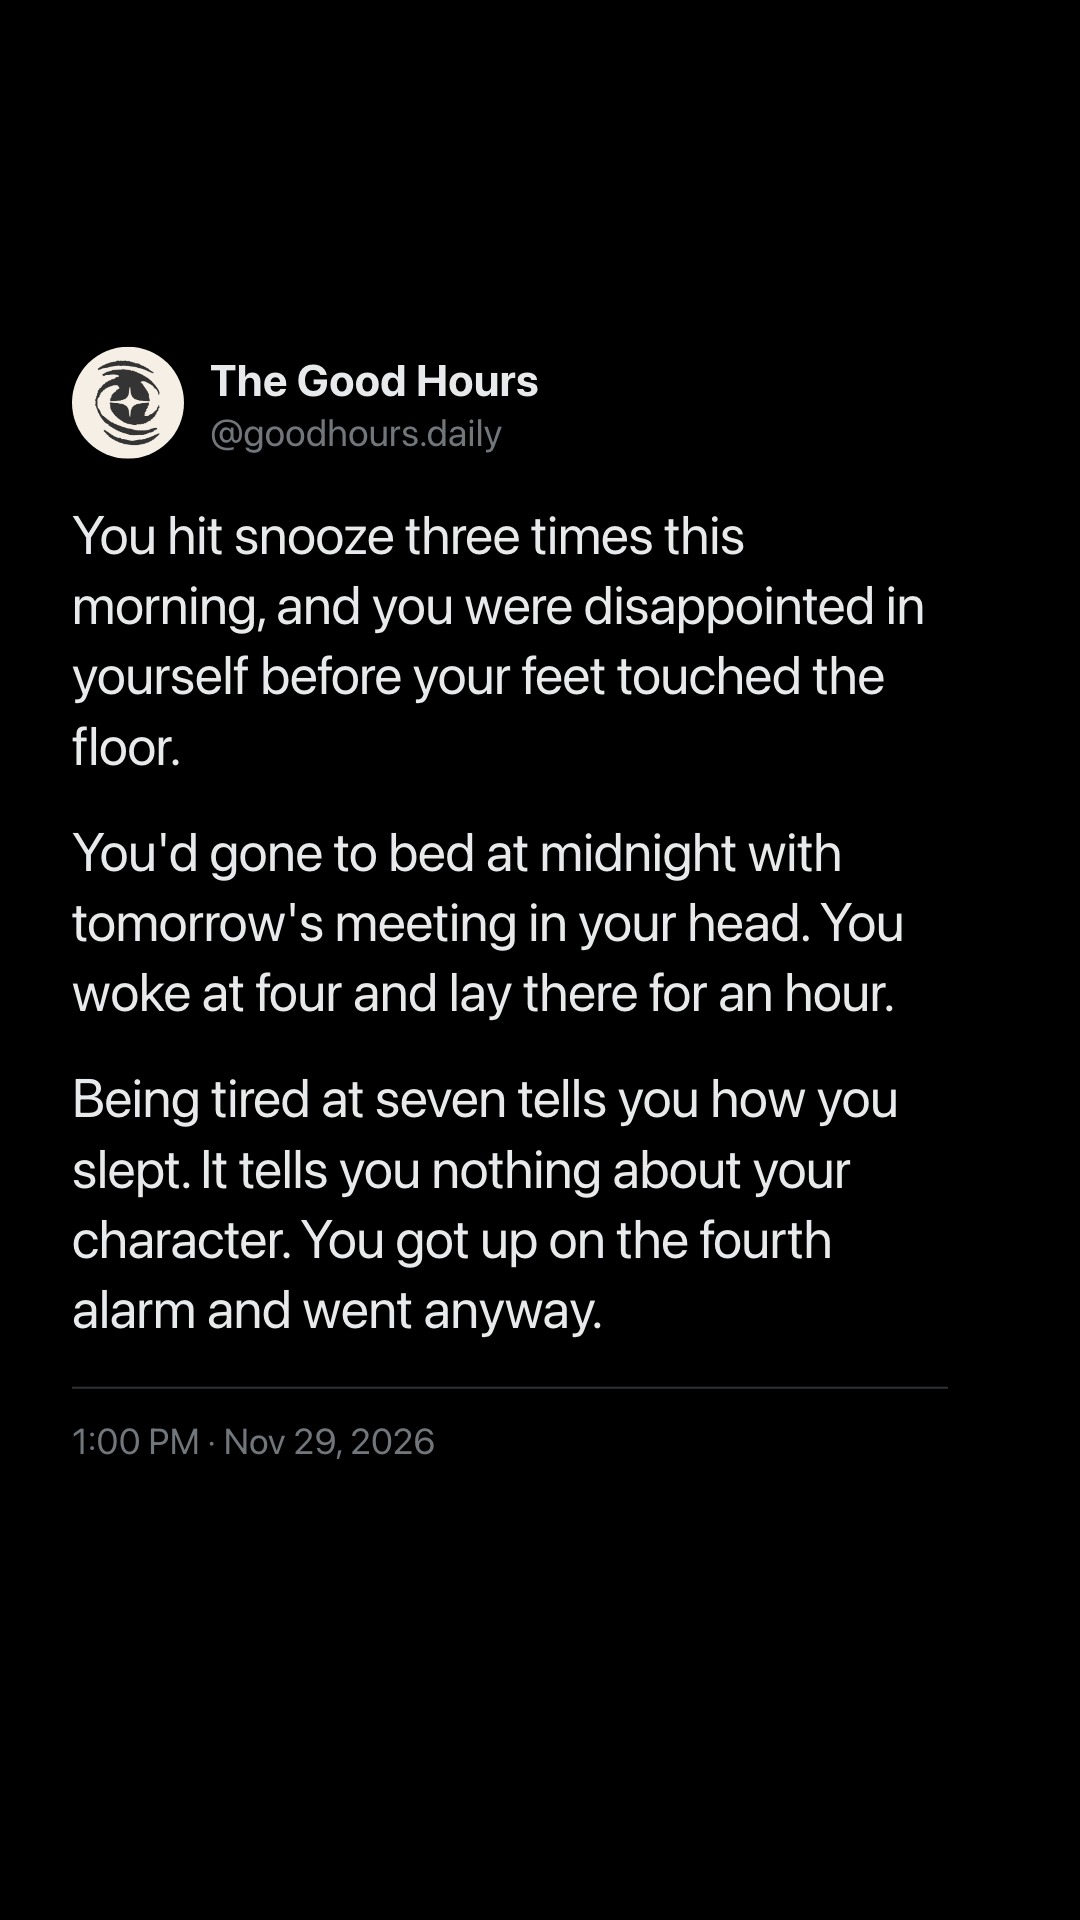 The Good Hours
@goodhours.daily
You hit snooze three times this
morning, and you were disappointed in
yourself before your feet touched the
floor.
You'd gone to bed at midnight with
tomorrow's meeting in your head. You
woke at four and lay there for an hour.
Being tired at seven tells you how you
slept. It tells you nothing about your
character. You got up on the fourth
alarm and went anyway.
1:00 PM · Nov 29, 2026